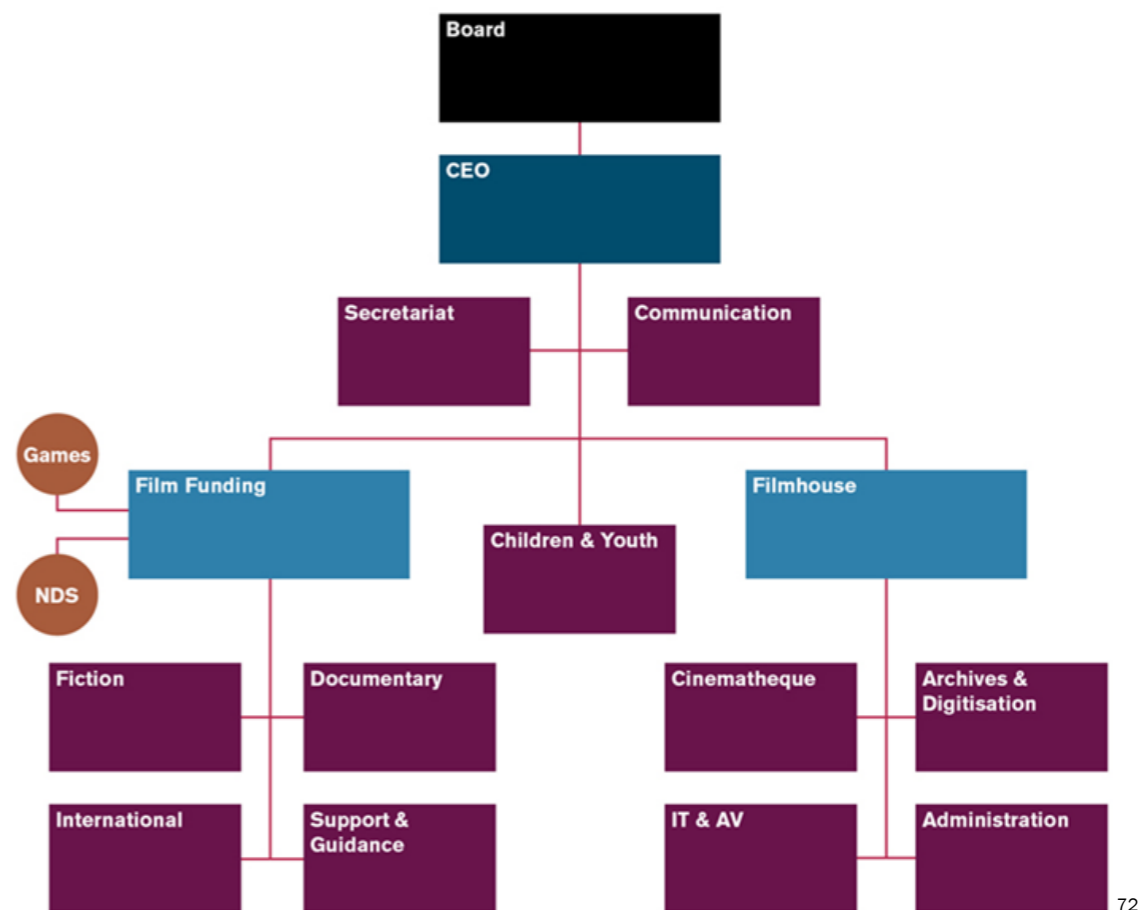 Board
CEO
Secretariat
Communication
Games
Film Funding
Filmhouse
Children & Youth
NDS
Fiction
Documentary
Cinematheque
Archives &
Digitisation
International
Support &
Guidance
IT & AV
Administration
72